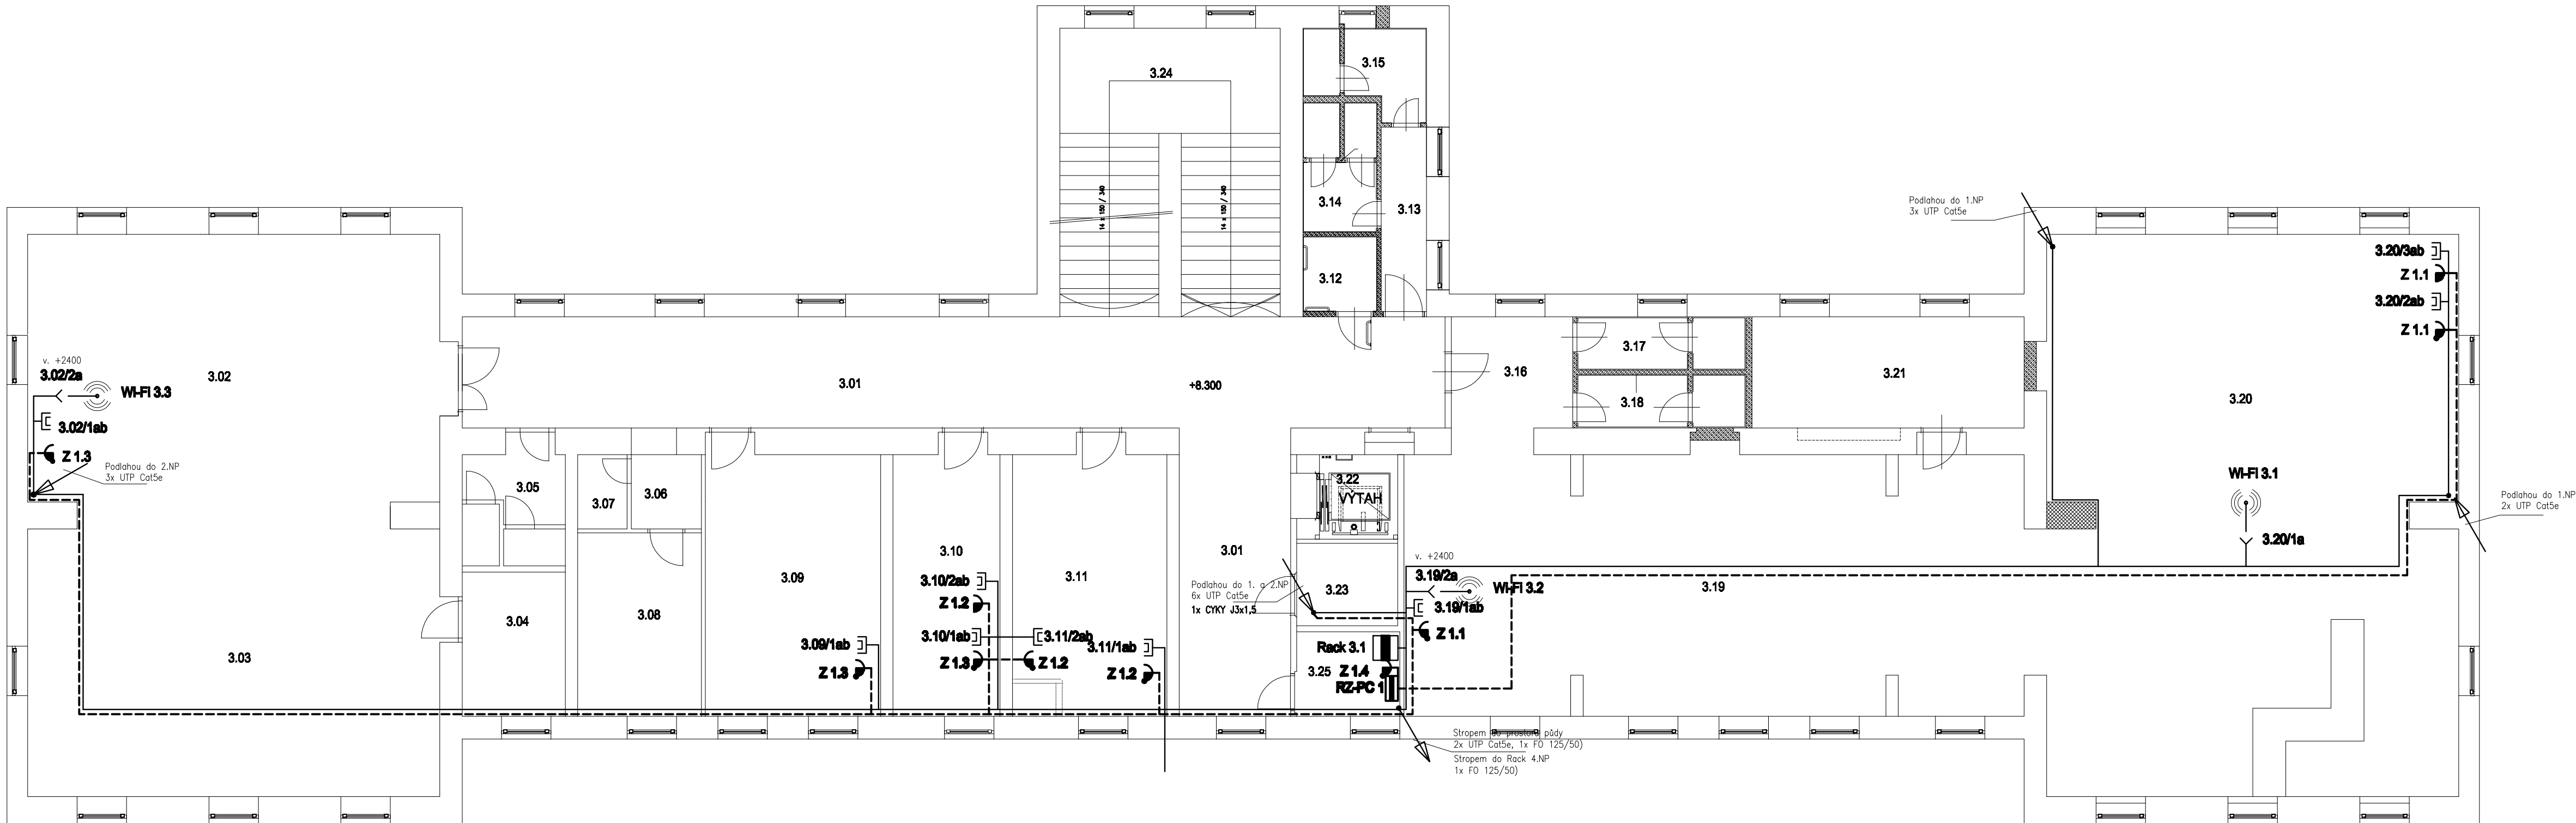 3.24
3.15
14 x 150 / 340
14 x 150 / 340
3.14
3.13
3.12
Podlahou do 1.NP
3x UTP Cat5e
3.20/3ab
Z 1.1
3.20/2ab
Z 1.1
v. +2400
3.02/2a
WI-FI 3.3
3.02
3.02/1ab
Z 1.3
Podlahou do 2.NP
3x UTP Cat5e
3.01
+8.300
3.16
3.17
3.18
3.21
3.20
WI-FI 3.1
3.20/1a
Podlahou do 1.NP
2x UTP Cat5e
3.05
3.07
3.06
3.22
VÝTAH
3.10
3.01
3.09
3.10/2ab
3.11
Z 1.2
3.10/1ab
3.11/2ab
Z 1.3
Z 1.2
3.11/1ab
Z 1.2
3.09/1ab
Z 1.3
3.04
3.08
3.03
Podlahou do 1. a 2.NP
6x UTP Cat5e
1x CYKY J3x1,5
3.23
v. +2400
3.19/2a
WI-FI 3.2
3.19/1ab
Z 1.1
3.19
Rack 3.1
3.25
Z 1.4
RZ-PC 1
Stropem do prostoru půdy
2x UTP Cat5e, 1x FO 125/50)
Stropem do Rack 4.NP
1x FO 125/50)